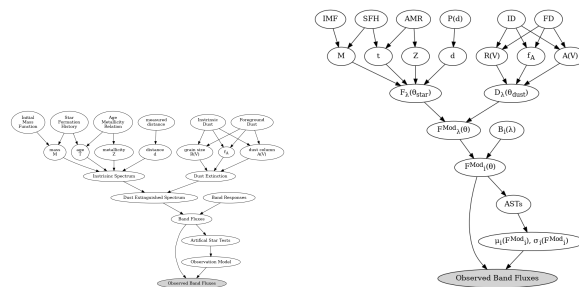 Initial
Mass
Function
Star
Formation
History
Age
Metallicity
Relation
measured
distance
Intrinsic
Dust
Foreground
Dust
mass
M
age
T
metallicity
Z
distance
d
grain size
R(V)
f_A
dust column
A(V)
Intrinsic Spectrum
Dust Extinction
Dust Extinguished Spectrum
Band Responses
Band Fluxes
Artificial Star Tests
Observation Model
Observed Band Fluxes
IMF
SFH
AMR
P(d)
ID
FD
M
t
Z
d
R(V)
f_A
A(V)
F_λ(θ_star)
D_λ(θ_dust)
F^Mod_λ(θ)
B_i(λ)
F^Mod_i(θ)
ASTs
μ_i(F^Mod_i), σ_i(F^Mod_i)
Observed Band Fluxes